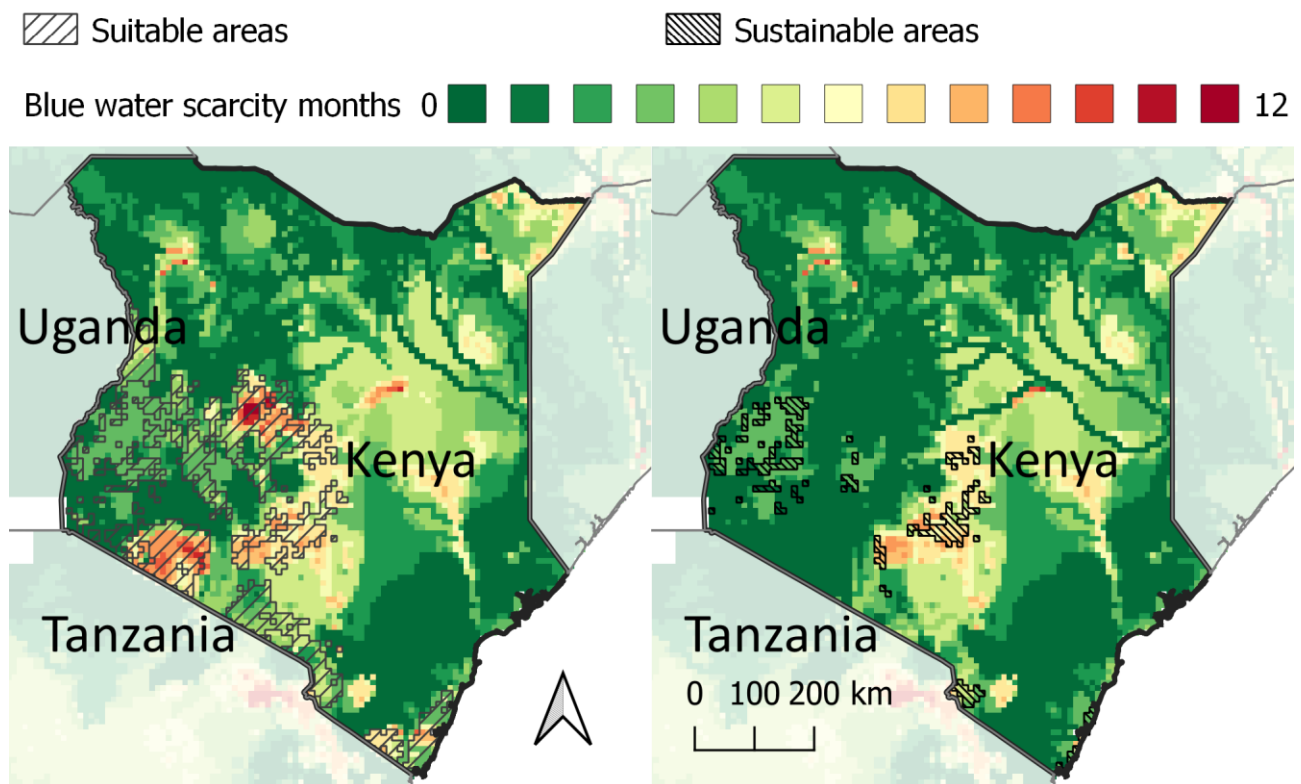 Suitable areas
Sustainable areas
Blue water scarcity months 0 12
Uganda
Kenya
Tanzania
Uganda
Kenya
Tanzania
0 100 200 km